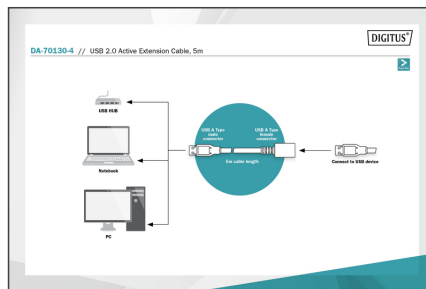 DIGITUS®
DA-70130-4 // USB 2.0 Active Extension Cable, 5m
USB HUB
USB A Type
male
connector
USB A Type
female
connector
5m cable length
Connect to USB device
Notebook
PC